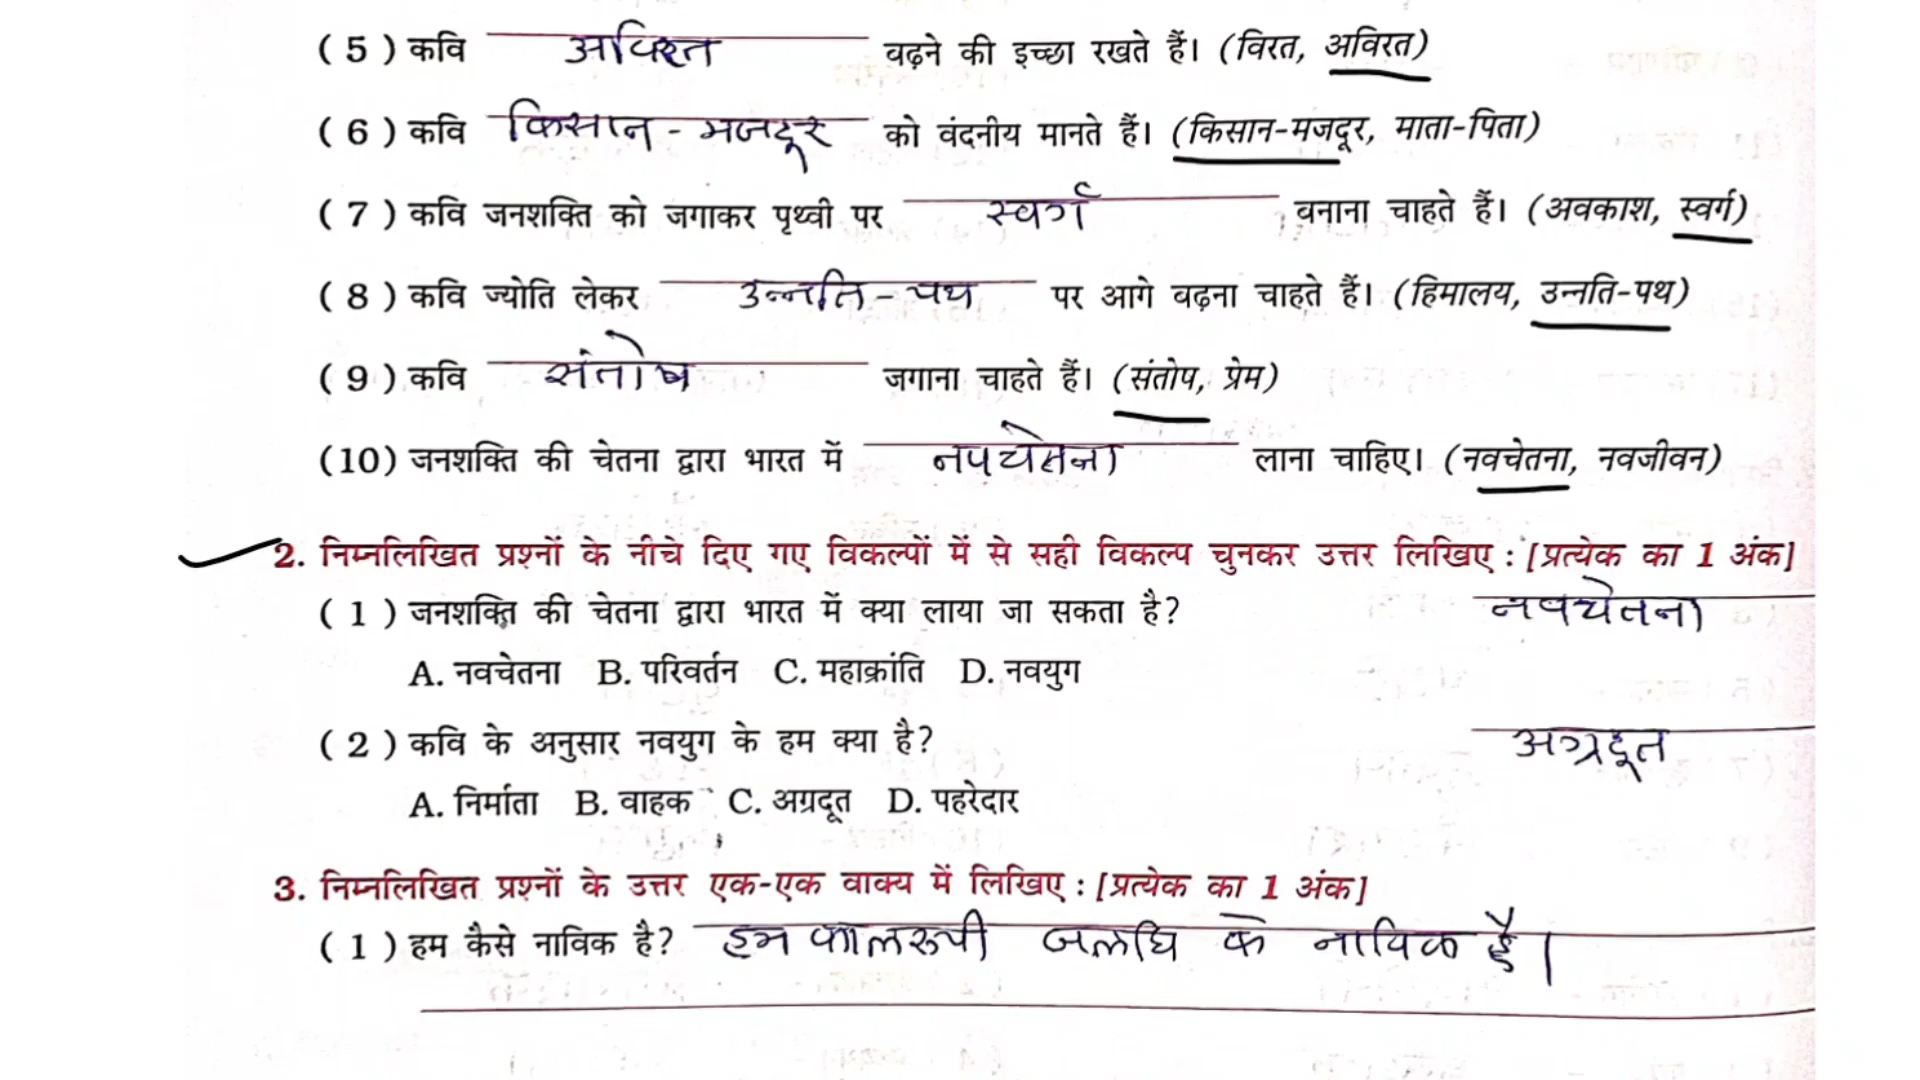 ( 5 ) कवि अविरत बढ़ने की इच्छा रखते हैं। (विरत, अविरत)
( 6 ) कवि किसान - मजदूर को वंदनीय मानते हैं। (किसान-मजदूर, माता-पिता)
( 7 ) कवि जनशक्ति को जगाकर पृथ्वी पर स्वर्ग बनाना चाहते हैं। (अवकाश, स्वर्ग)
( 8 ) कवि ज्योति लेकर उन्नति - पथ पर आगे बढ़ना चाहते हैं। (हिमालय, उन्नति-पथ)
( 9 ) कवि संतोष जगाना चाहते हैं। (संतोष, प्रेम)
(10) जनशक्ति की चेतना द्वारा भारत में नवचेतना लाना चाहिए। (नवचेतना, नवजीवन)
2. निम्नलिखित प्रश्नों के नीचे दिए गए विकल्पों में से सही विकल्प चुनकर उत्तर लिखिए : [प्रत्येक का 1 अंक]
( 1 ) जनशक्ति की चेतना द्वारा भारत में क्या लाया जा सकता है? नवचेतना
A. नवचेतना B. परिवर्तन C. महाक्रांति D. नवयुग
( 2 ) कवि के अनुसार नवयुग के हम क्या है? अग्रदूत
A. निर्माता B. वाहक C. अग्रदूत D. पहरेदार
3. निम्नलिखित प्रश्नों के उत्तर एक-एक वाक्य में लिखिए : [प्रत्येक का 1 अंक]
( 1 ) हम कैसे नाविक है? हम कालरूपी जलधि के नाविक है।